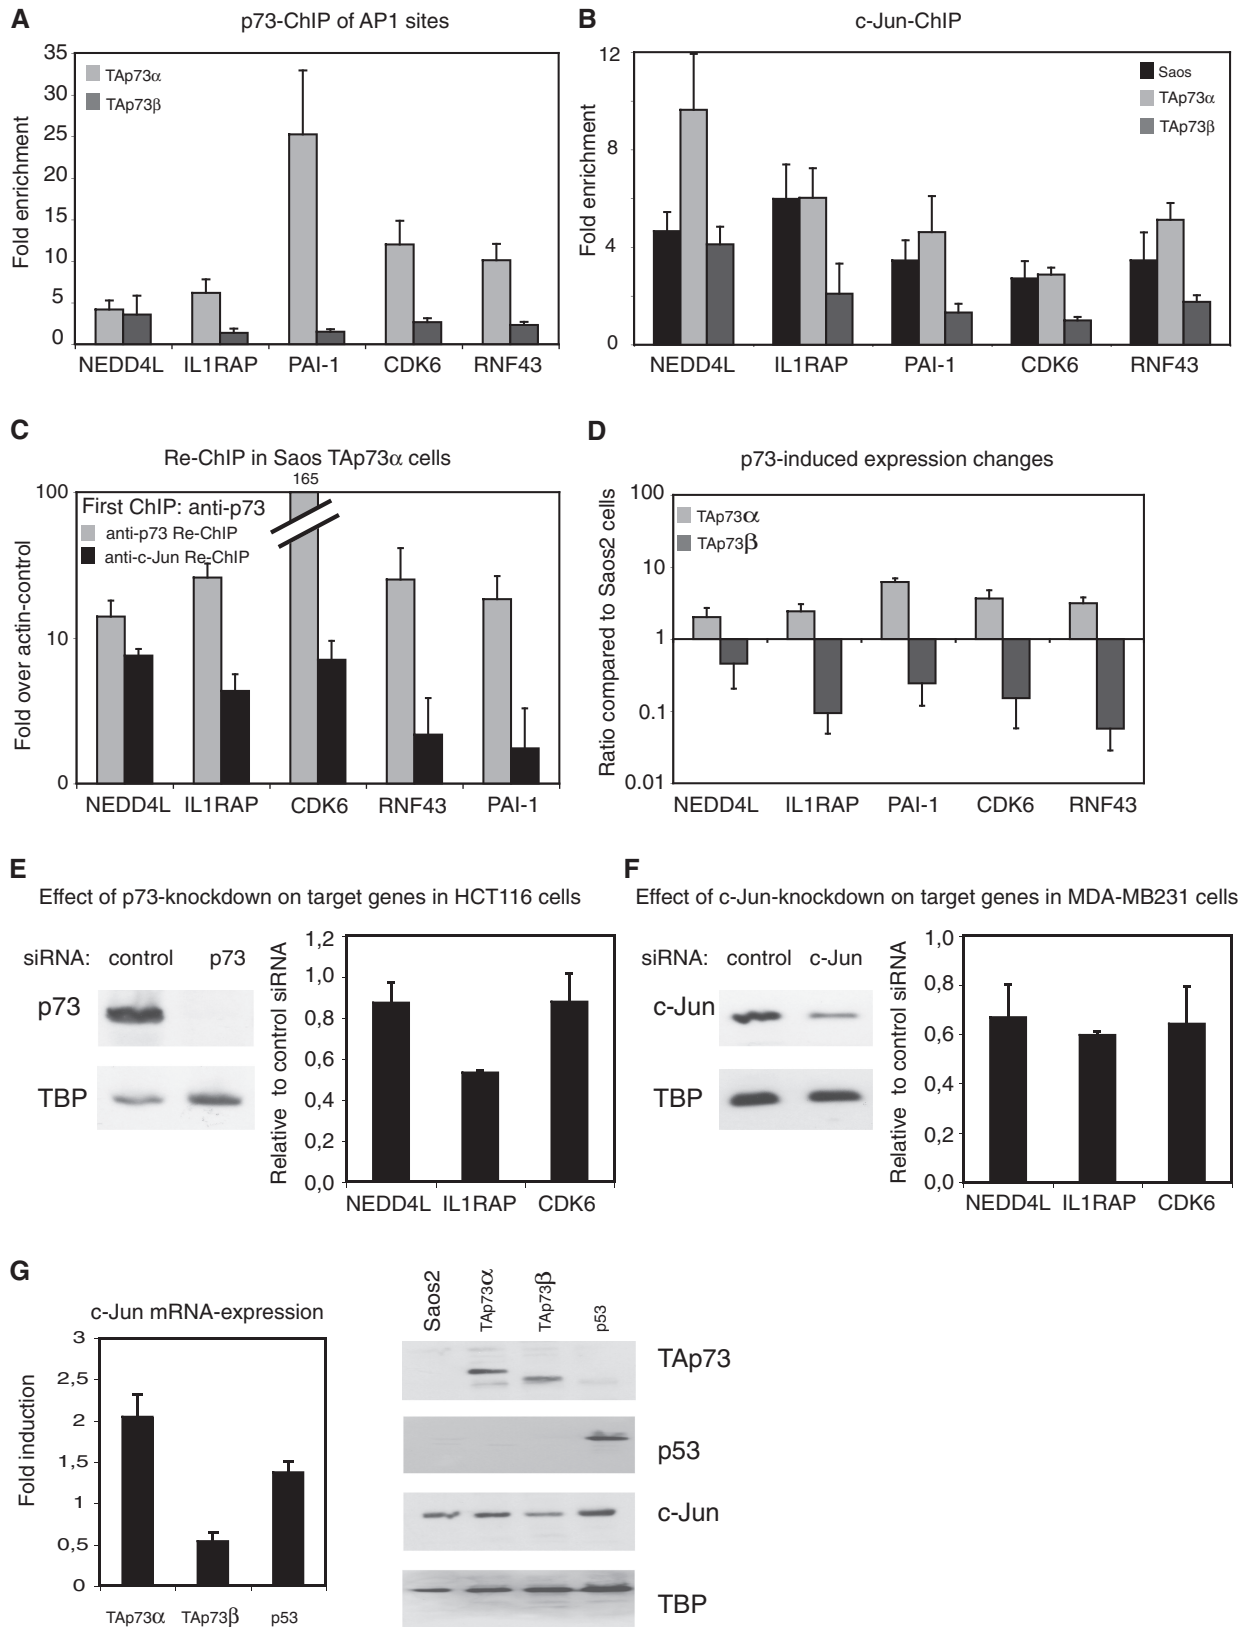 A
p73-ChIP of AP1 sites
Fold enrichment
35
30
25
20
15
10
5
0
TAp73α
TAp73β
NEDD4L IL1RAP PAI-1 CDK6 RNF43
B
c-Jun-ChIP
Fold enrichment
12
8
4
0
Saos
TAp73α
TAp73β
NEDD4L IL1RAP PAI-1 CDK6 RNF43
C
Re-ChIP in Saos TAp73α cells
Fold over actin-control
100
10
0
165
First ChIP: anti-p73
anti-p73 Re-ChIP
anti-c-Jun Re-ChIP
NEDD4L IL1RAP CDK6 RNF43 PAI-1
D
p73-induced expression changes
Ratio compared to Saos2 cells
100
10
1
0.1
0.01
TAp73α
TAp73β
NEDD4L IL1RAP PAI-1 CDK6 RNF43
E
Effect of p73-knockdown on target genes in HCT116 cells
siRNA: control p73
p73
TBP
Relative to control siRNA
1,2
1,0
0,8
0,6
0,4
0,2
0,0
NEDD4L IL1RAP CDK6
F
Effect of c-Jun-knockdown on target genes in MDA-MB231 cells
siRNA: control c-Jun
c-Jun
TBP
Relative to control siRNA
1,0
0,8
0,6
0,4
0,2
0,0
NEDD4L IL1RAP CDK6
G
c-Jun mRNA-expression
Fold induction
3
2,5
2
1,5
1
0,5
0
TAp73α TAp73β p53
Saos2
TAp73α
TAp73β
p53
TAp73
p53
c-Jun
TBP